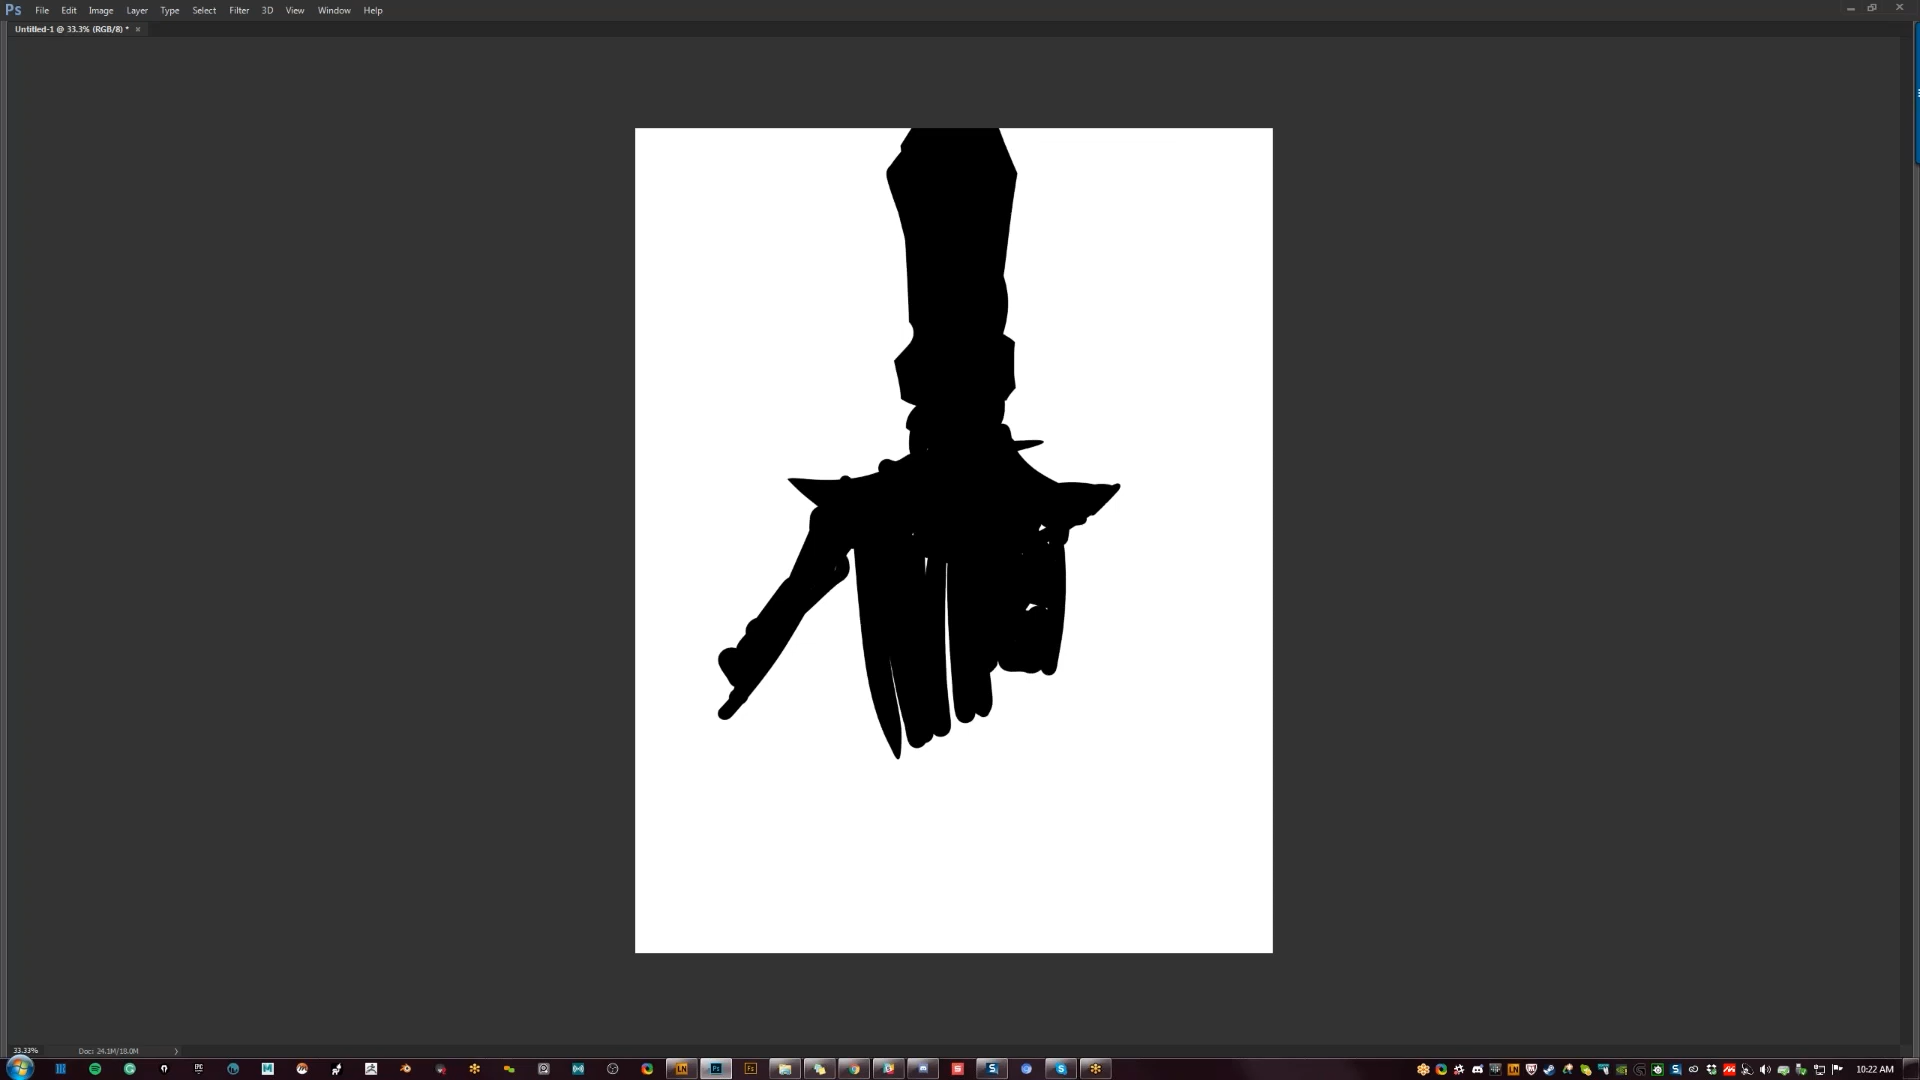 Ps File Edit Image Layer Type Select Filter 3D View Window Help
Untitled-1 @ 33.3% (RGB/8) * ×
33.33% Doc: 24.1M/18.0M
10:22 AM